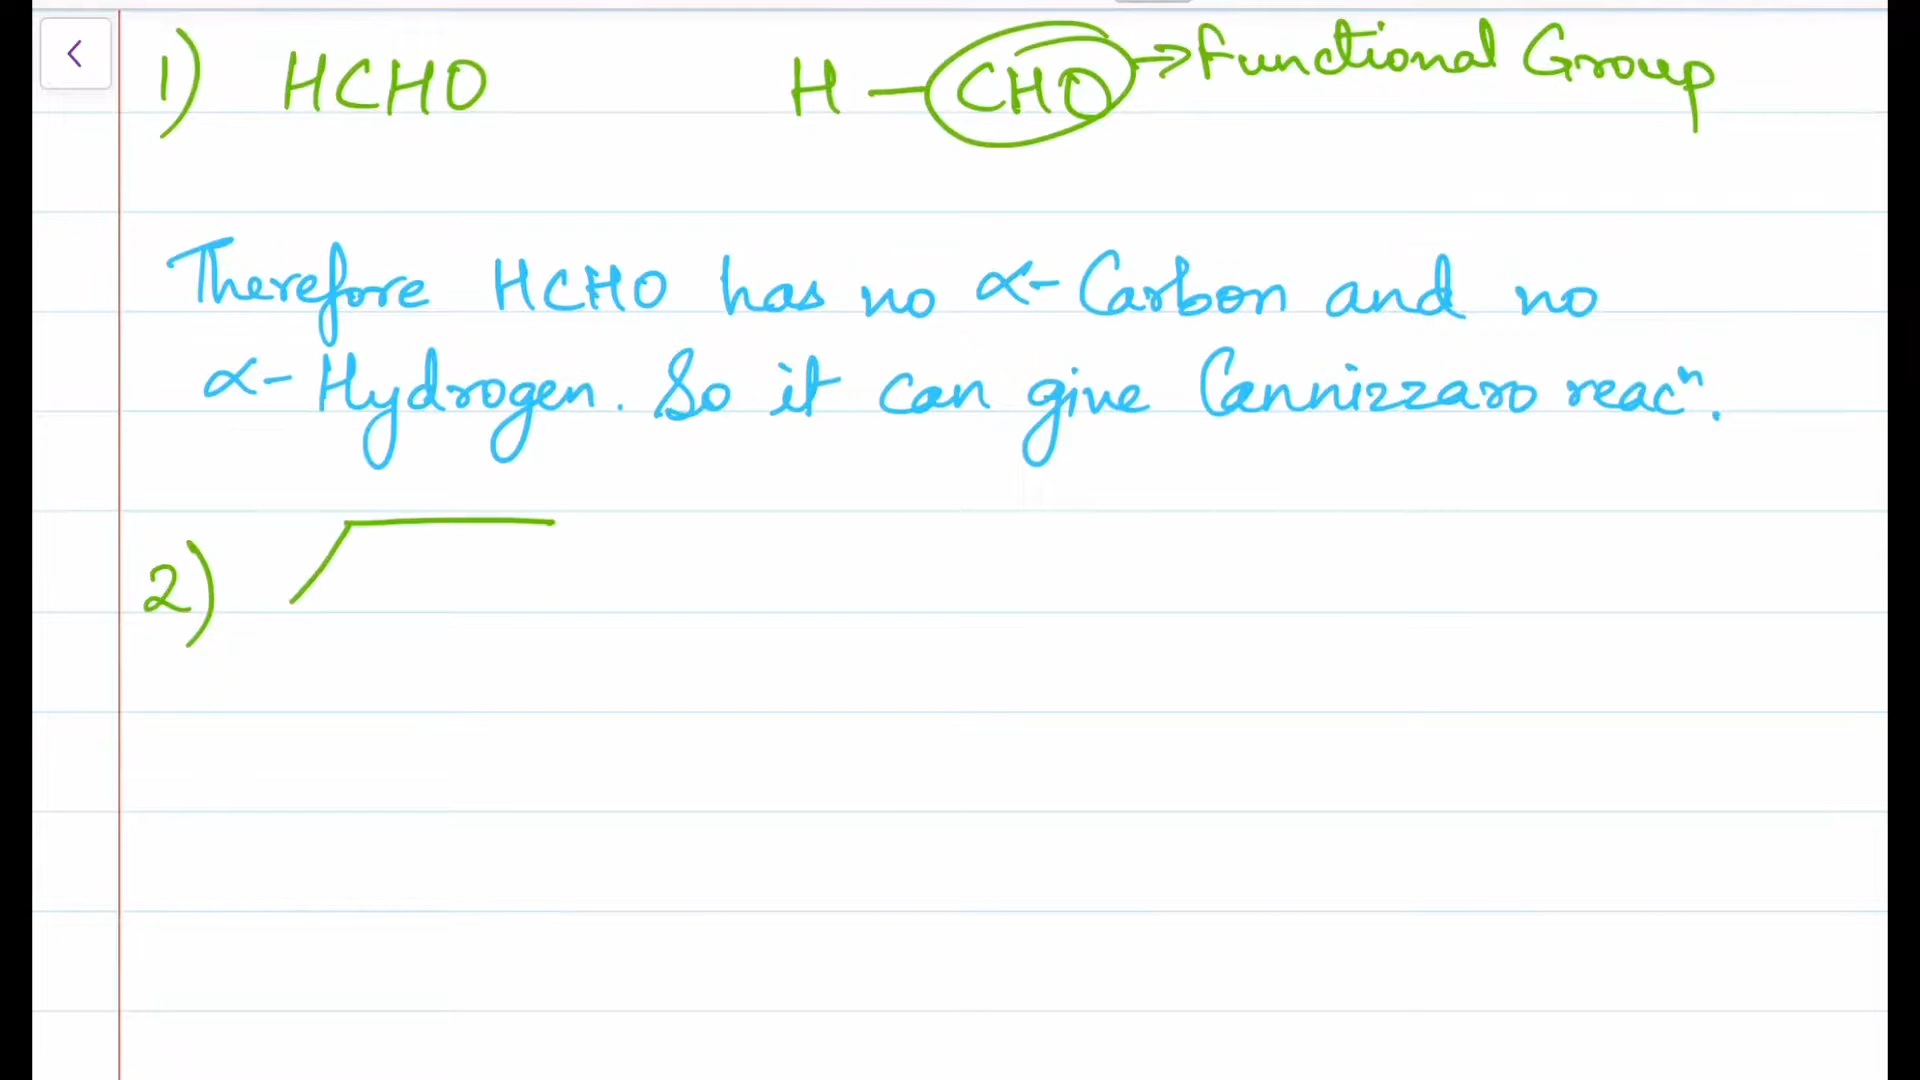 1) HCHO H-CHO → Functional Group
Therefore HCHO has no α-Carbon and no
α-Hydrogen. So it can give Cannizzaro reacⁿ.
2)